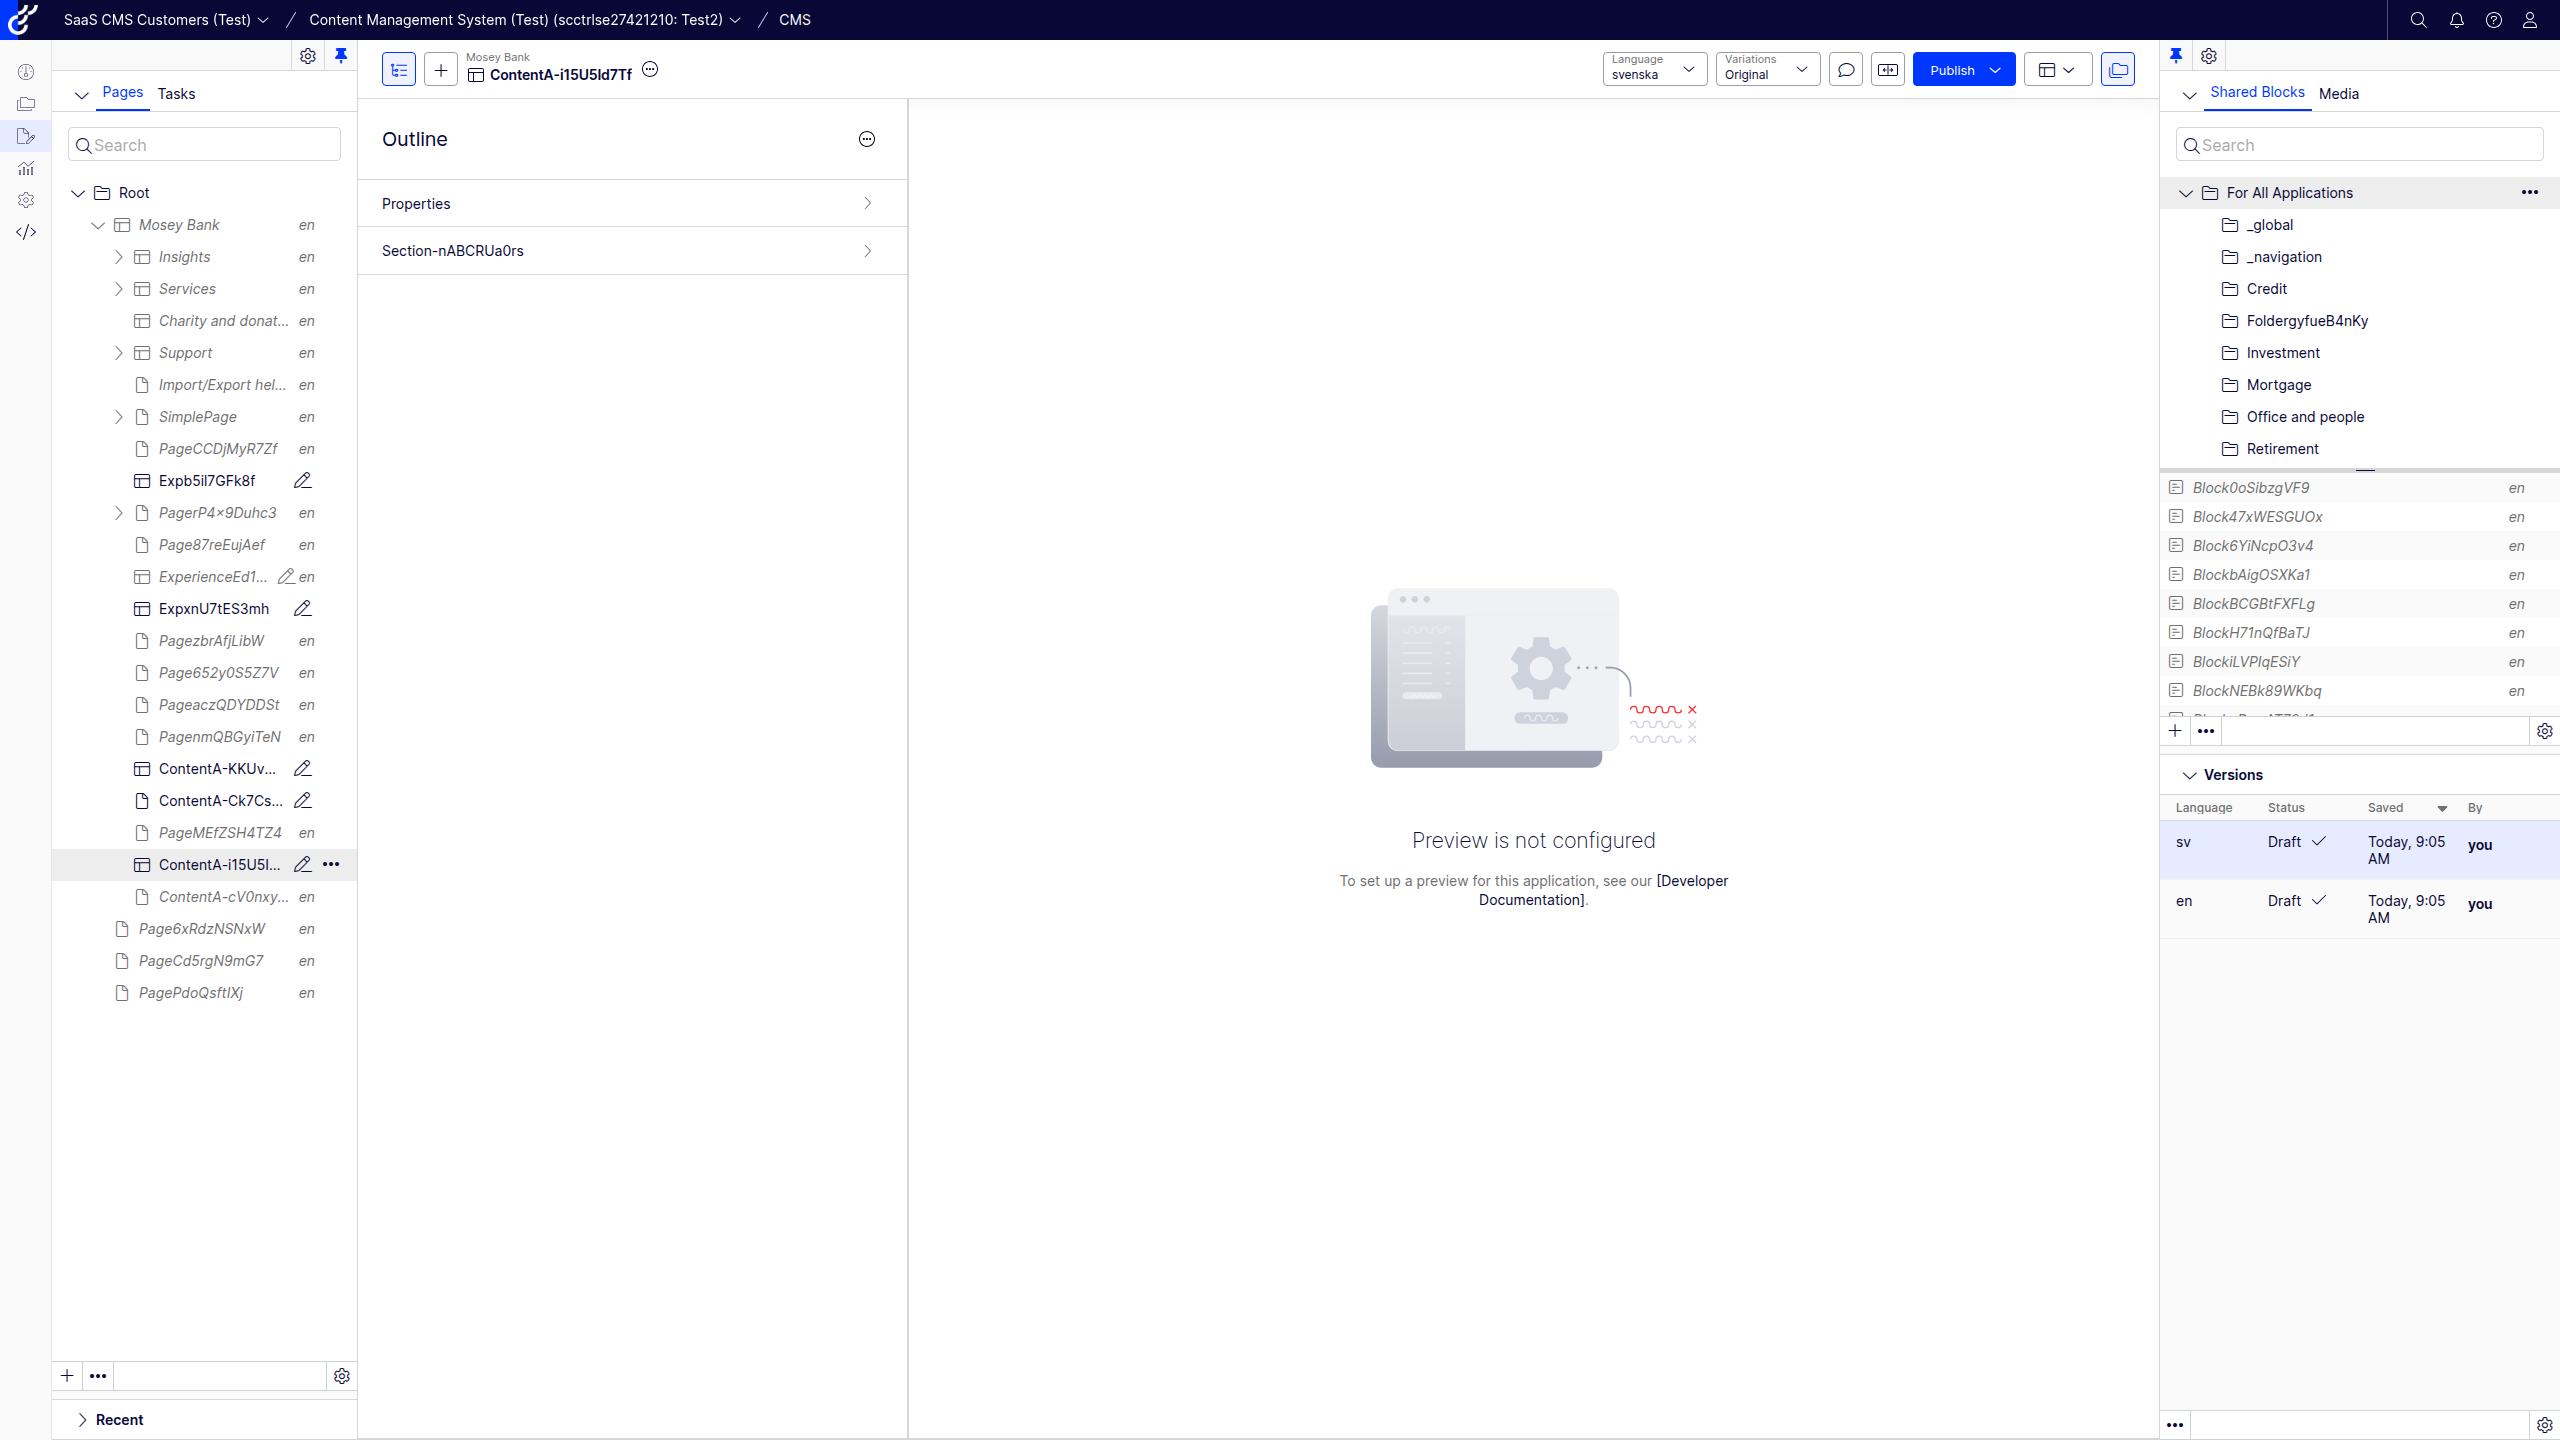 SaaS CMS Customers (Test) / Content Management System (Test) (scctrlse27421210: Test2) / CMS
Pages Tasks
Search
Root
Mosey Bank en
Insights en
Services en
Charity and donat... en
Support en
Import/Export hel... en
SimplePage en
PageCCDjMyR7Zf en
Expb5il7GFk8f
PagerP4×9Duhc3 en
Page87reEujAef en
ExperienceEd1... en
ExpxnU7tES3mh
PagezbrAfjLibW en
Page652y0S5Z7V en
PageaczQDYDDSt en
PagenmQBGyiTeN en
ContentA-KKUv...
ContentA-Ck7Cs...
PageMEfZSH4TZ4 en
ContentA-i15U5l...
ContentA-cV0nxy... en
Page6xRdzNSNxW en
PageCd5rgN9mG7 en
PagePdoQsftlXj en
Recent
Mosey Bank
ContentA-i15U5ld7Tf
Language
svenska
Variations
Original
Publish
Outline
Properties
Section-nABCRUa0rs
Preview is not configured
To set up a preview for this application, see our [Developer
Documentation].
Shared Blocks Media
Search
For All Applications
_global
_navigation
Credit
FoldergyfueB4nKy
Investment
Mortgage
Office and people
Retirement
Block0oSibzgVF9 en
Block47xWESGUOx en
Block6YiNcpO3v4 en
BlockbAigOSXKa1 en
BlockBCGBtFXFLg en
BlockH71nQfBaTJ en
BlockiLVPlqESiY en
BlockNEBk89WKbq en
Versions
Language Status Saved By
sv Draft Today, 9:05 AM you
en Draft Today, 9:05 AM you